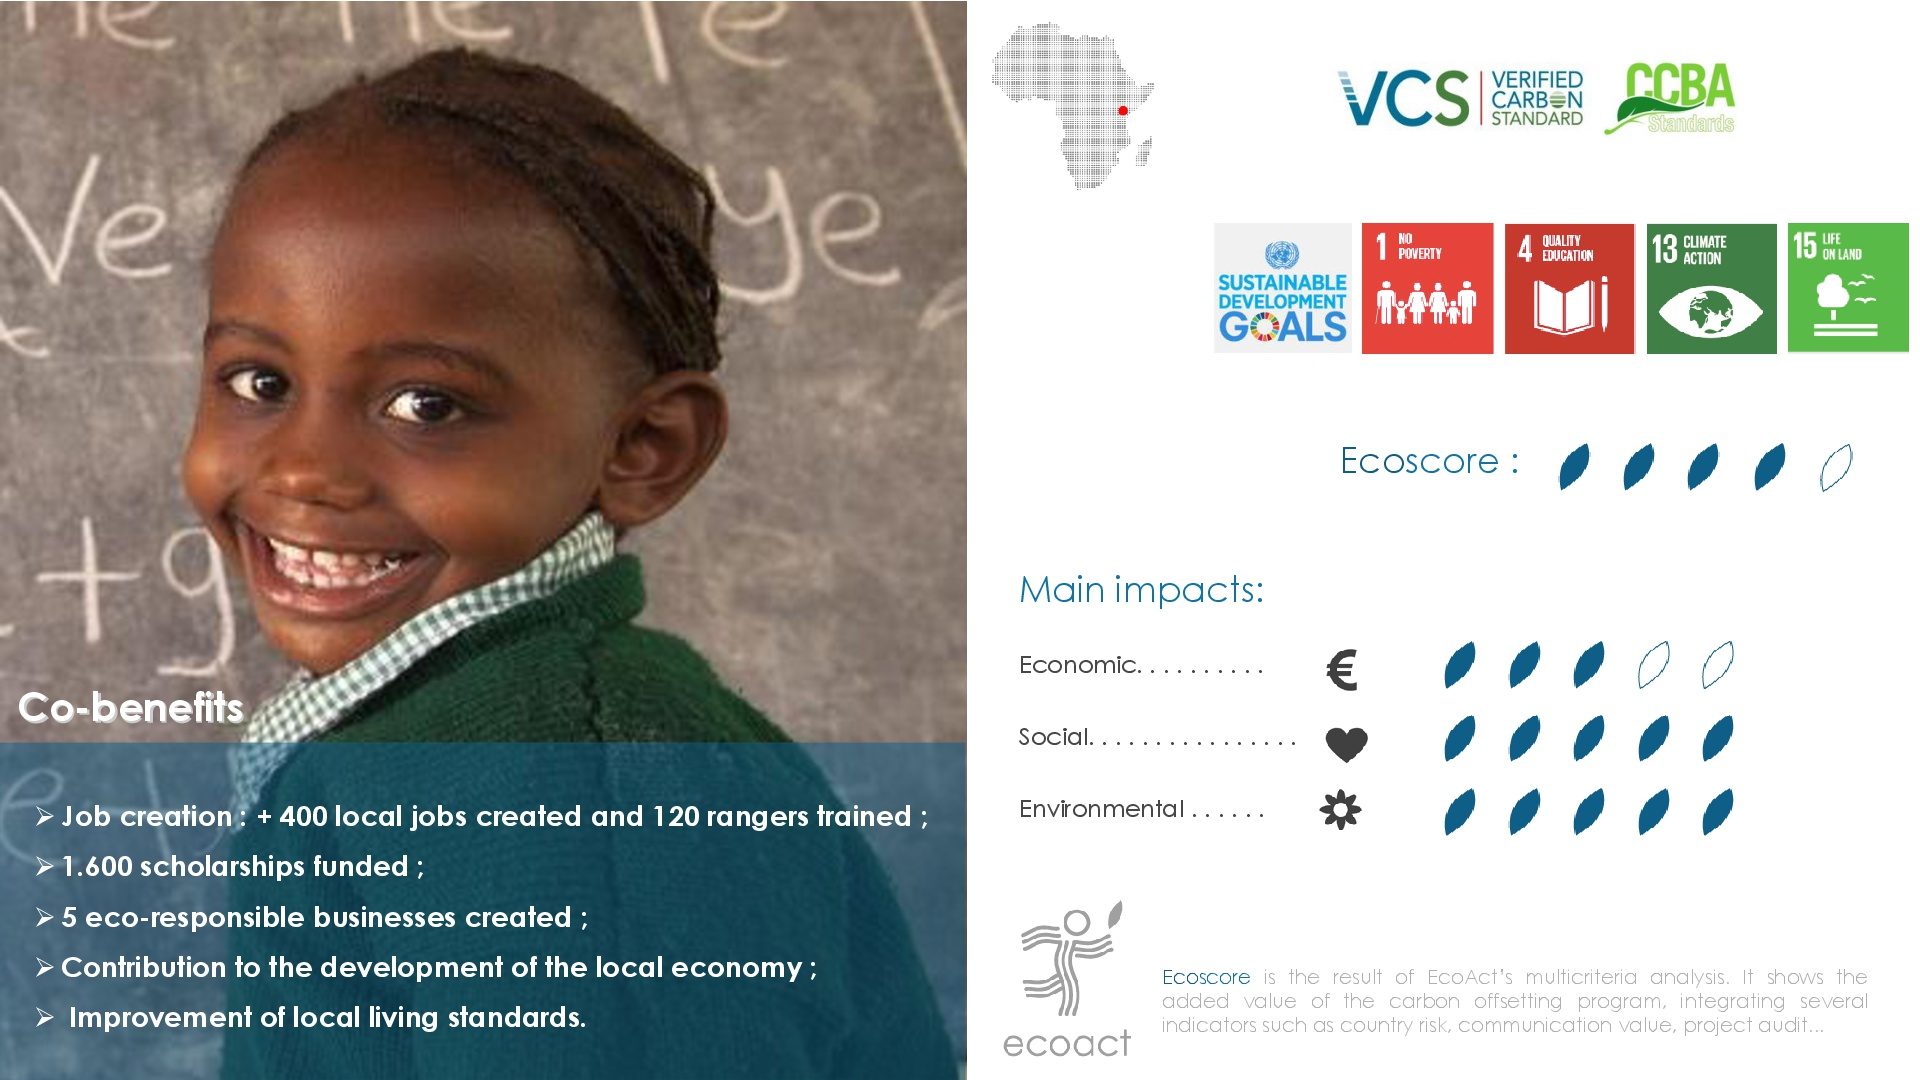 ve
ye
+g
Co-benefits
Job creation : + 400 local jobs created and 120 rangers trained ;
1.600 scholarships funded ;
5 eco-responsible businesses created ;
Contribution to the development of the local economy ;
Improvement of local living standards.
VCS VERIFIED
CARBON
STANDARD
CCBA
Standards
SUSTAINABLE
DEVELOPMENT
GOALS
1 NO
POVERTY
4 QUALITY
EDUCATION
13 CLIMATE
ACTION
15 LIFE
ON LAND
Ecoscore :
Main impacts:
Economic. . . . . . . . . . €
Social. . . . . . . . . . . . . . . .
Environmental . . . . . .
ecoact
Ecoscore is the result of EcoAct's multicriteria analysis. It shows the
added value of the carbon offsetting program, integrating several
indicators such as country risk, communication value, project audit...